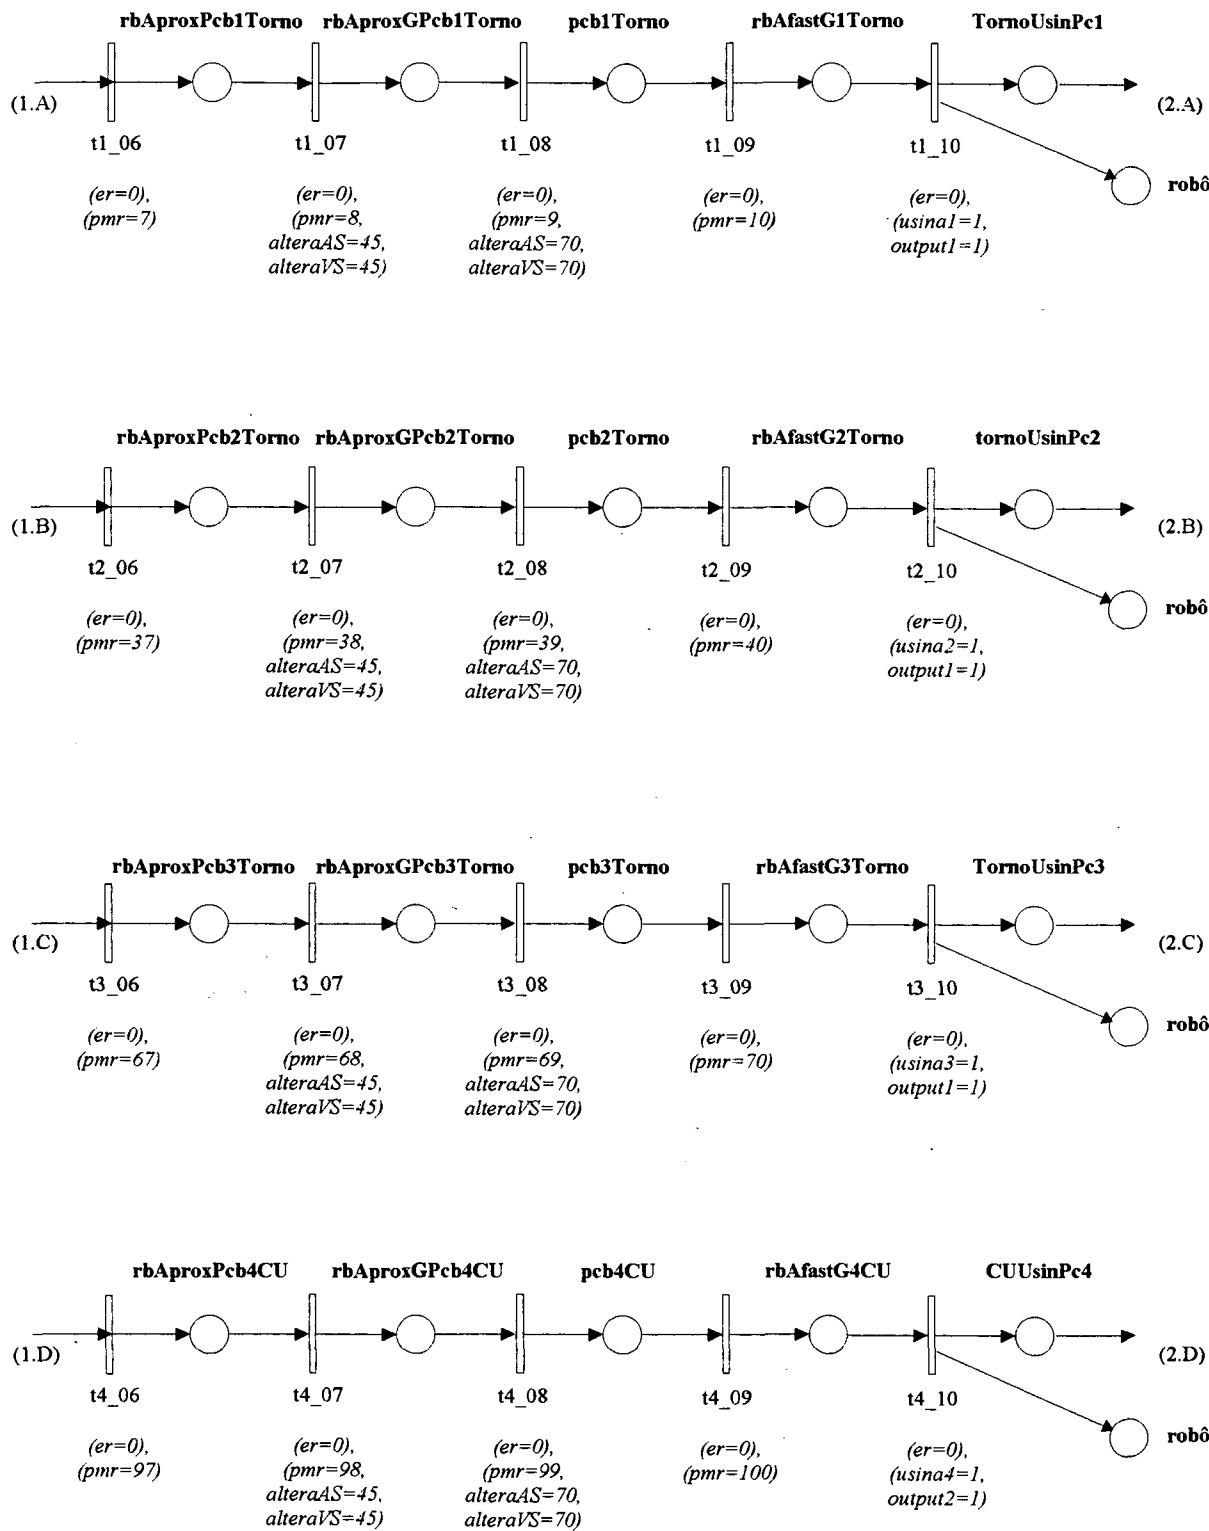 rbAproxPcb1Torno rbAproxGPcb1Torno pcb1Torno rbAfastG1Torno TornoUsinPc1
(1.A) (2.A)
t1_06 t1_07 t1_08 t1_09 t1_10
robô
(er=0), (er=0), (er=0), (er=0), (er=0),
(pmr=7) (pmr=8, (pmr=9, (pmr=10) (usina1=1,
alteraAS=45, alteraAS=70, output1=1)
alteraVS=45) alteraVS=70)
rbAproxPcb2Torno rbAproxGPcb2Torno pcb2Torno rbAfastG2Torno tornoUsinPc2
(1.B) (2.B)
t2_06 t2_07 t2_08 t2_09 t2_10
robô
(er=0), (er=0), (er=0), (er=0), (er=0),
(pmr=37) (pmr=38, (pmr=39, (pmr=40) (usina2=1,
alteraAS=45, alteraAS=70, output1=1)
alteraVS=45) alteraVS=70)
rbAproxPcb3Torno rbAproxGPcb3Torno pcb3Torno rbAfastG3Torno TornoUsinPc3
(1.C) (2.C)
t3_06 t3_07 t3_08 t3_09 t3_10
robô
(er=0), (er=0), (er=0), (er=0), (er=0),
(pmr=67) (pmr=68, (pmr=69, (pmr=70) (usina3=1,
alteraAS=45, alteraAS=70, output1=1)
alteraVS=45) alteraVS=70)
rbAproxPcb4CU rbAproxGPcb4CU pcb4CU rbAfastG4CU CUUsinPc4
(1.D) (2.D)
t4_06 t4_07 t4_08 t4_09 t4_10
robô
(er=0), (er=0), (er=0), (er=0), (er=0),
(pmr=97) (pmr=98, (pmr=99, (pmr=100) (usina4=1,
alteraAS=45, alteraAS=70, output2=1)
alteraVS=45) alteraVS=70)